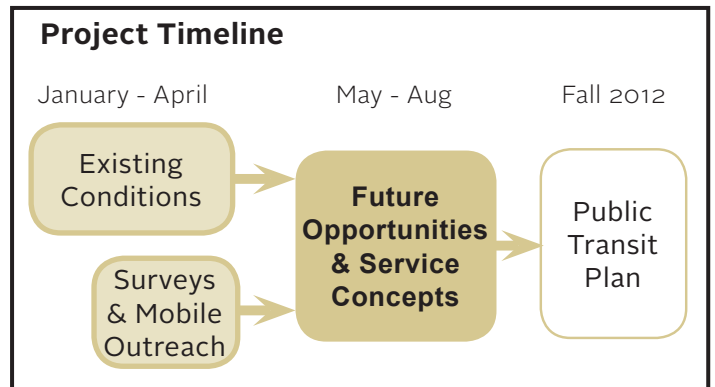 Project Timeline
January - April
May - Aug
Fall 2012
Existing
Conditions
Surveys
& Mobile
Outreach
Future
Opportunities
& Service
Concepts
Public
Transit
Plan